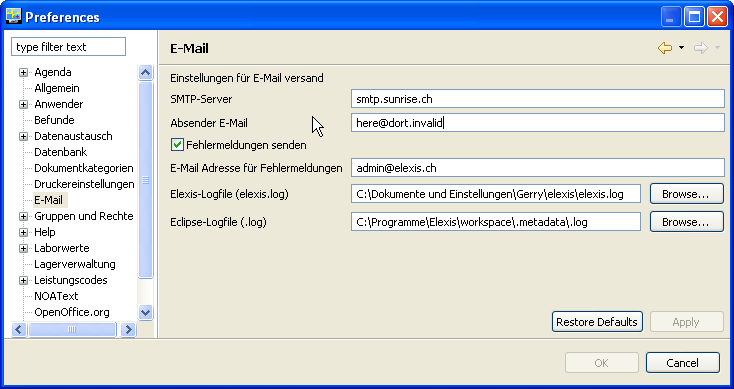 Preferences
type filter text
Agenda
Allgemein
Anwender
Befunde
Datenaustausch
Datenbank
Dokumentkategorien
Druckereinstellungen
E-Mail
Gruppen und Rechte
Help
Laborwerte
Lagerverwaltung
Leistungscodes
NOAText
OpenOffice.org
E-Mail
Einstellungen für E-Mail versand
SMTP-Server
smtp.sunrise.ch
Absender E-Mail
here@dort.invalid
Fehlermeldungen senden
E-Mail Adresse für Fehlermeldungen
admin@elexis.ch
Elexis-Logfile (elexis.log)
C:\Dokumente und Einstellungen\Gerry\elexis\elexis.log
Browse...
Eclipse-Logfile (.log)
C:\Programme\Elexis\workspace\.metadata\.log
Browse...
Restore Defaults
Apply
OK
Cancel